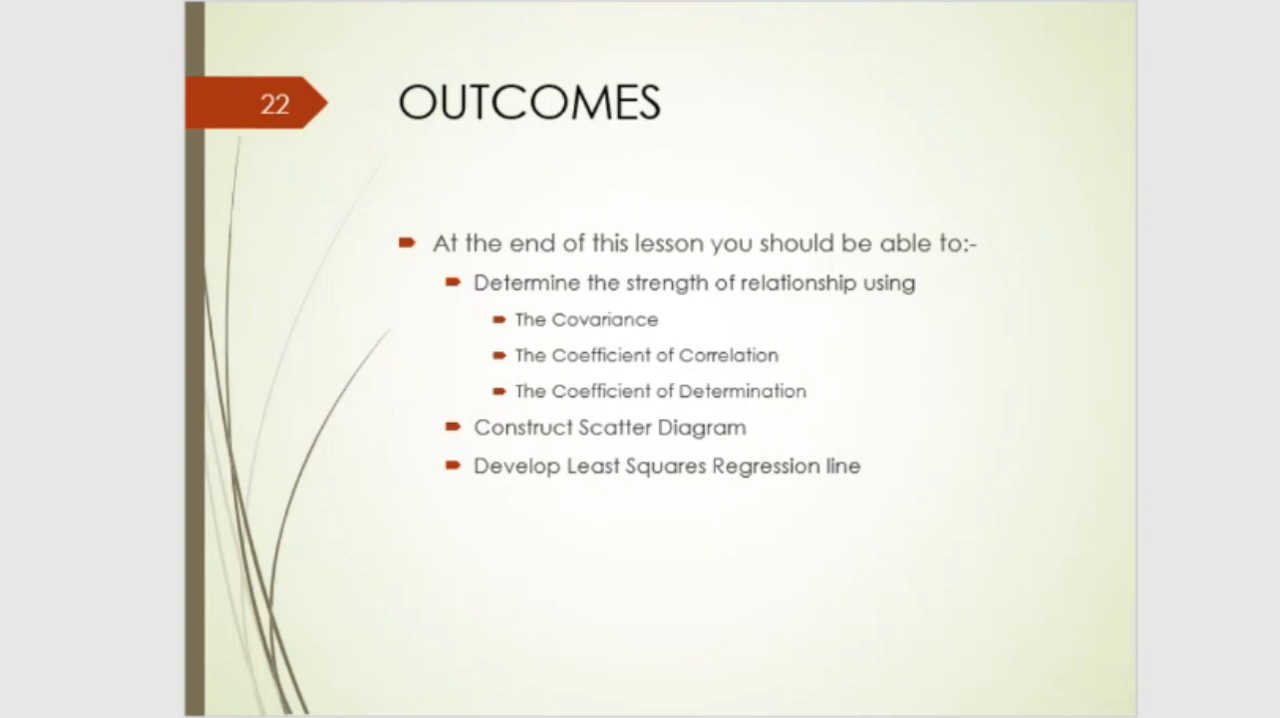 22
OUTCOMES
At the end of this lesson you should be able to:-
Determine the strength of relationship using
The Covariance
The Coefficient of Correlation
The Coefficient of Determination
Construct Scatter Diagram
Develop Least Squares Regression line